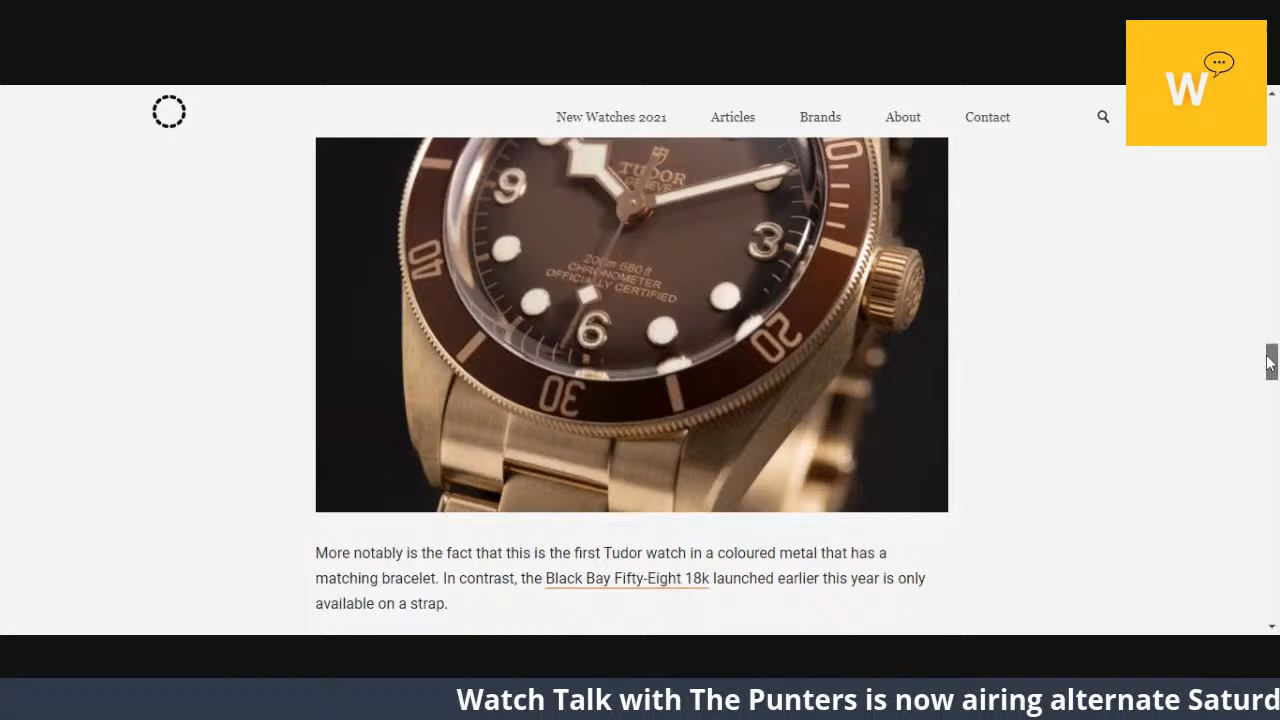 W
New Watches 2021 Articles Brands About Contact
TUDOR
GENEVE
9
3
6
200m:660 ft
CHRONOMETER
OFFICIALLY CERTIFIED
10
20
30
40
More notably is the fact that this is the first Tudor watch in a coloured metal that has a
matching bracelet. In contrast, the Black Bay Fifty-Eight 18k launched earlier this year is only
available on a strap.
Watch Talk with The Punters is now airing alternate Saturd